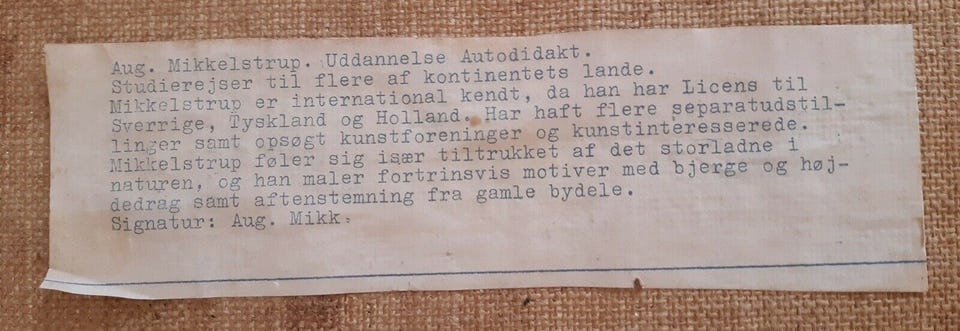 Aug. Mikkelstrup. Uddannelse Autodidakt.
Studierejser til flere af kontinentets lande.
Mikkelstrup er international kendt, da han har Licens til
Sverrige, Tyskland og Holland. Har haft flere separatudstil-
linger samt opsøgt kunstforeninger og kunstinteresserede.
Mikkelstrup føler sig især tiltrukket af det storladne i
naturen, og han maler fortrinsvis motiver med bjerge og høj-
dedrag samt aftenstemning fra gamle bydele.
Signatur: Aug. Mikk.